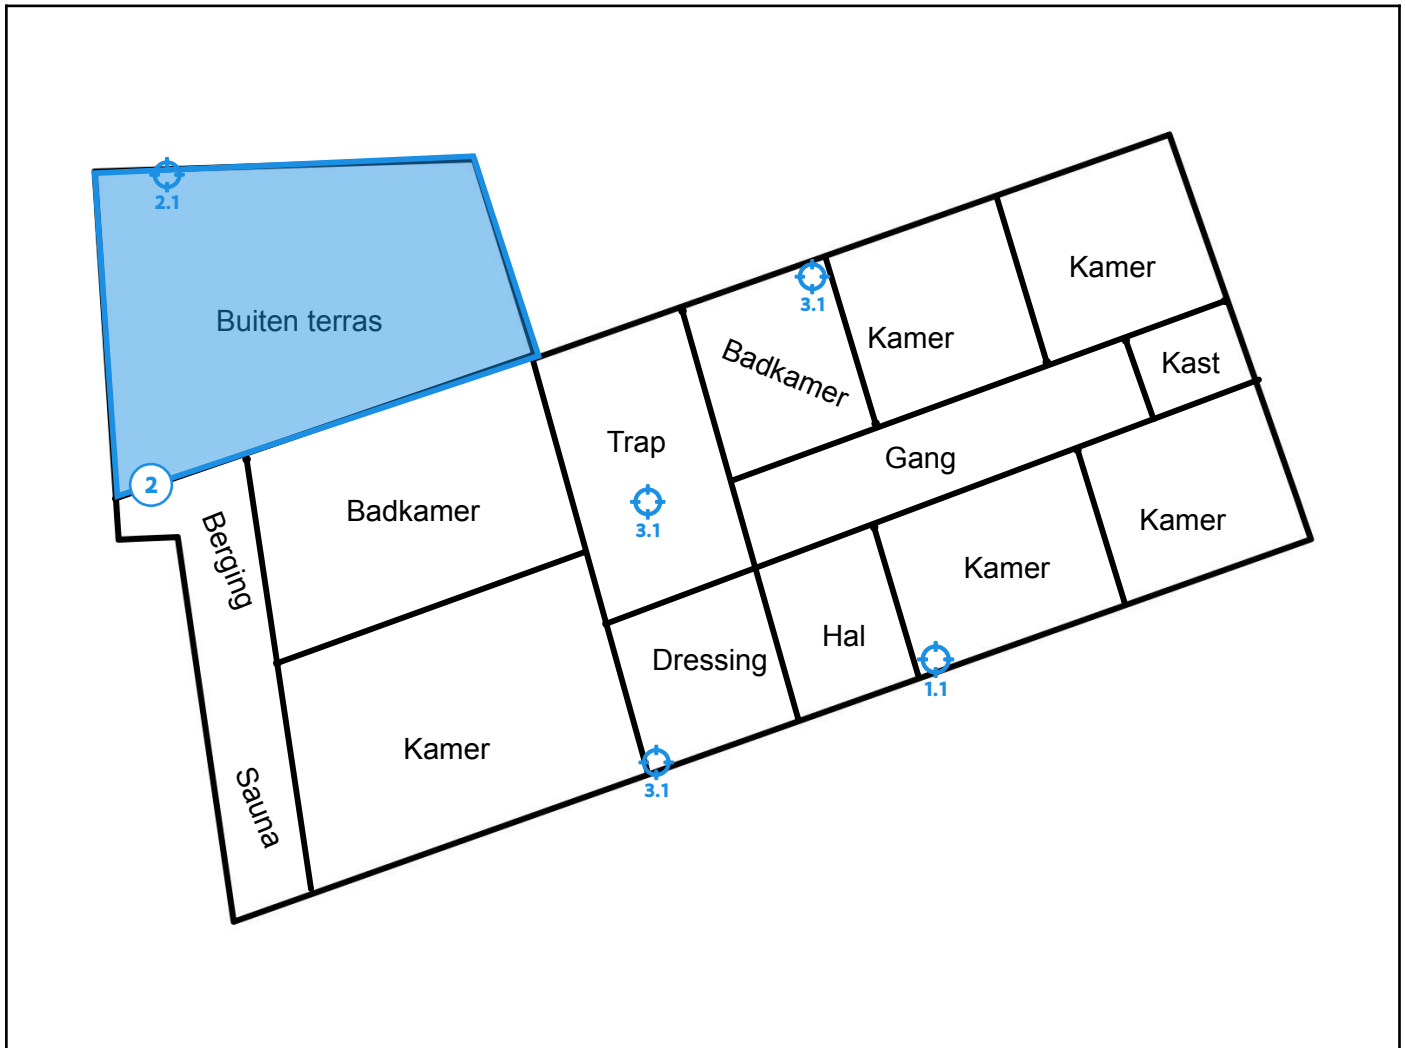 2.1
Buiten terras
2
3.1
Kamer
Kamer
Badkamer
Kast
Trap
Gang
3.1
Badkamer
Berging
Kamer
Kamer
Hal
Dressing
1.1
Kamer
3.1
Sauna